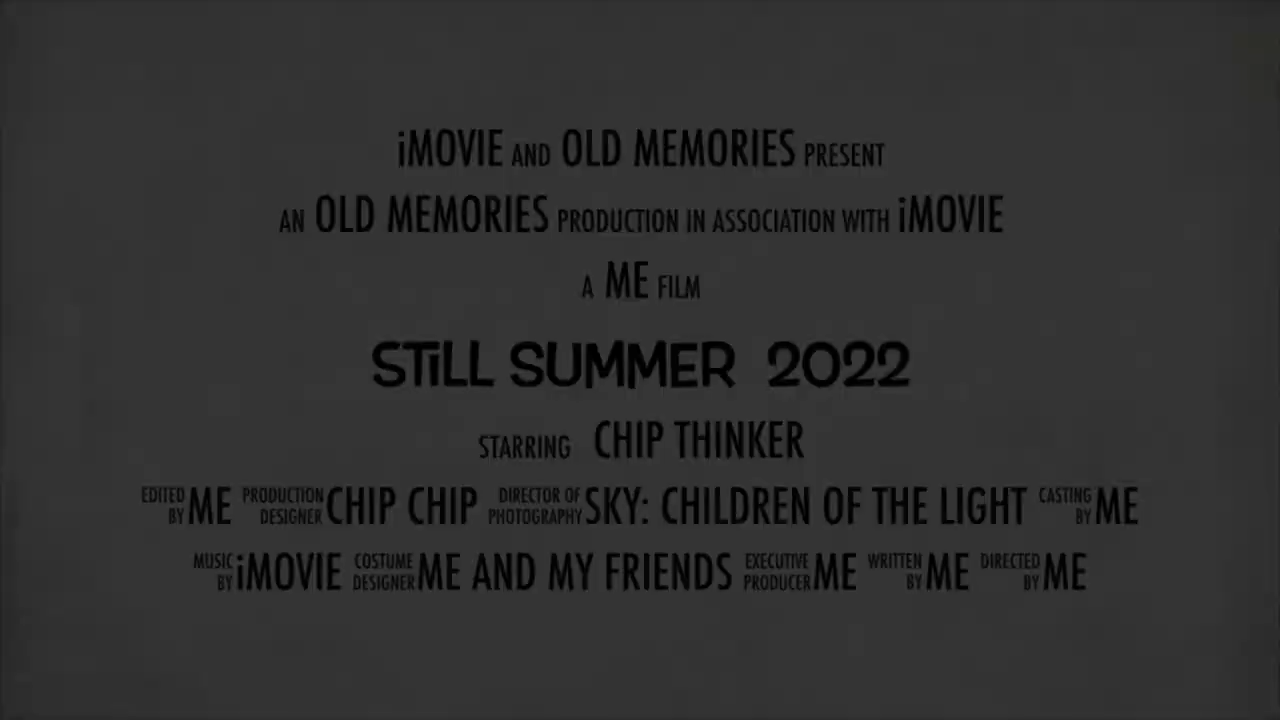 iMOVIE AND OLD MEMORIES PRESENT
AN OLD MEMORIES PRODUCTION IN ASSOCIATION WITH iMOVIE
A ME FILM
STiLL SUMMER 2022
STARRING CHIP THINKER
EDITED BY ME PRODUCTION DESIGNER CHIP CHIP DIRECTOR OF PHOTOGRAPHY SKY: CHILDREN OF THE LIGHT CASTING BY ME
MUSIC BY iMOVIE COSTUME DESIGNER ME AND MY FRIENDS EXECUTIVE PRODUCER ME WRITTEN BY ME DIRECTED BY ME